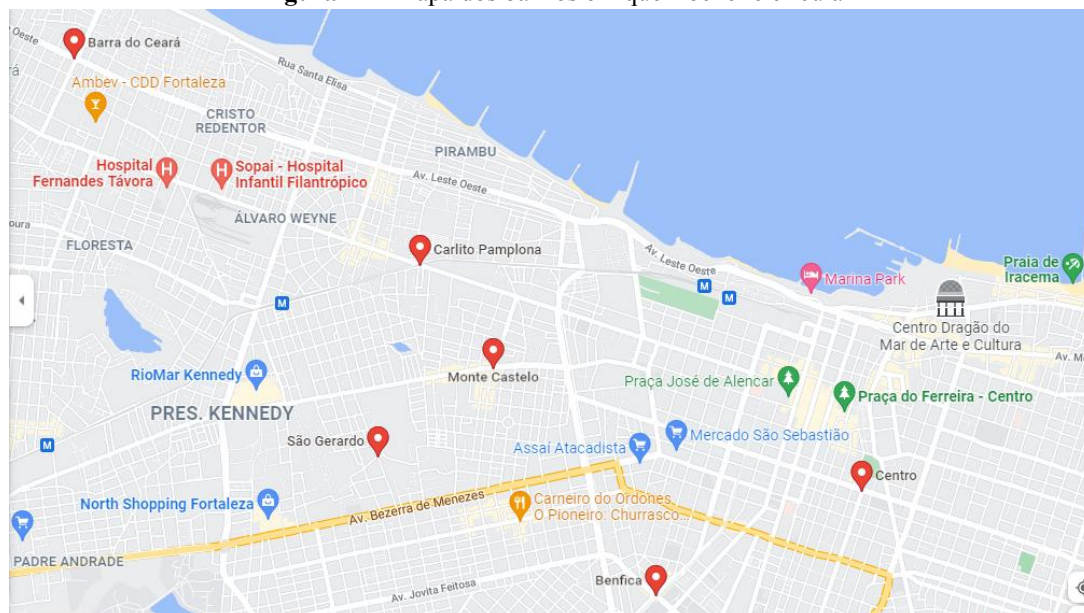 Barra do Ceará
Rua Santa Elisa
Ambev - CDD Fortaleza
CRISTO
REDENTOR
PIRAMBU
Hospital
Fernandes Távora
Sopai - Hospital
Infantil Filantrópico
Av. Leste Oeste
ÁLVARO WEYNE
FLORESTA
Carlito Pamplona
Av. Leste Oeste
Marina Park
Praia de
Iracema
M
M
M
Centro Dragão do
Mar de Arte e Cultura
RioMar Kennedy
Monte Castelo
Praça José de Alencar
Praça do Ferreira - Centro
PRES. KENNEDY
São Gerardo
M
Assaí Atacadista
Mercado São Sebastião
Centro
North Shopping Fortaleza
Av. Bezerra de Menezes
Carneiro do Ordones
O Pioneiro: Churrasco...
PADRE ANDRADE
Av. Jovita Feitosa
Benfica